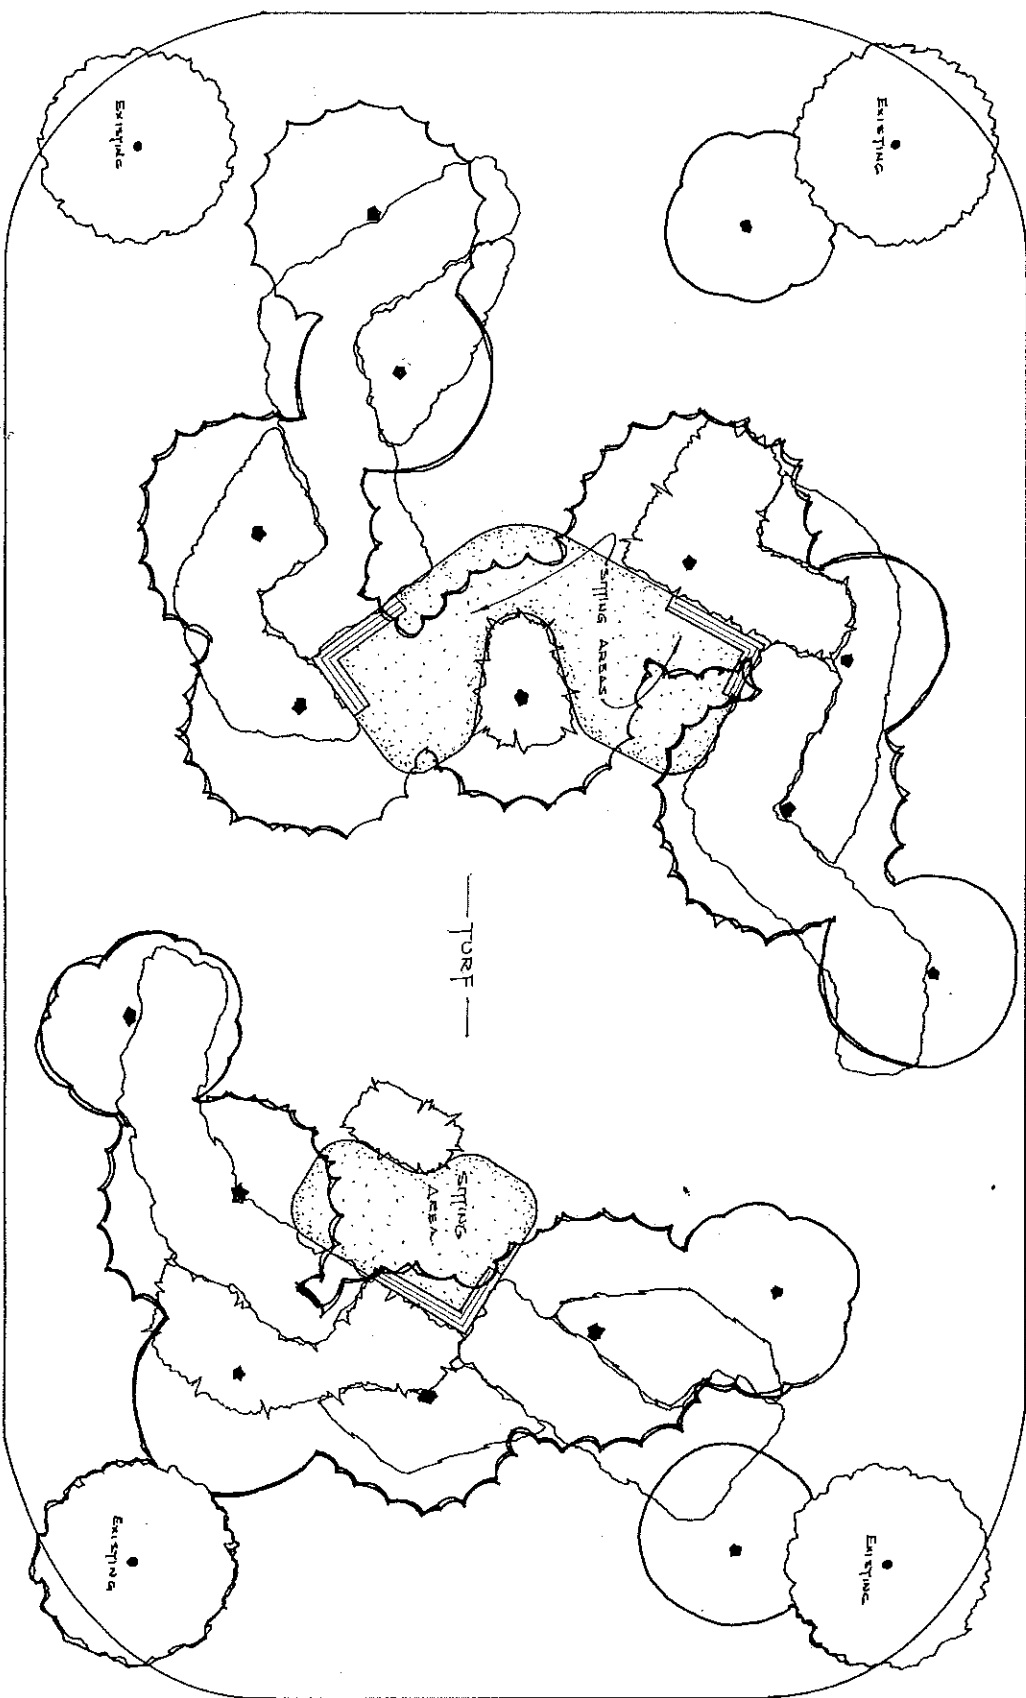 EXISTING
EXISTING
SITTING AREAS
— TURF —
SITTING
AREA
EXISTING
EXISTING